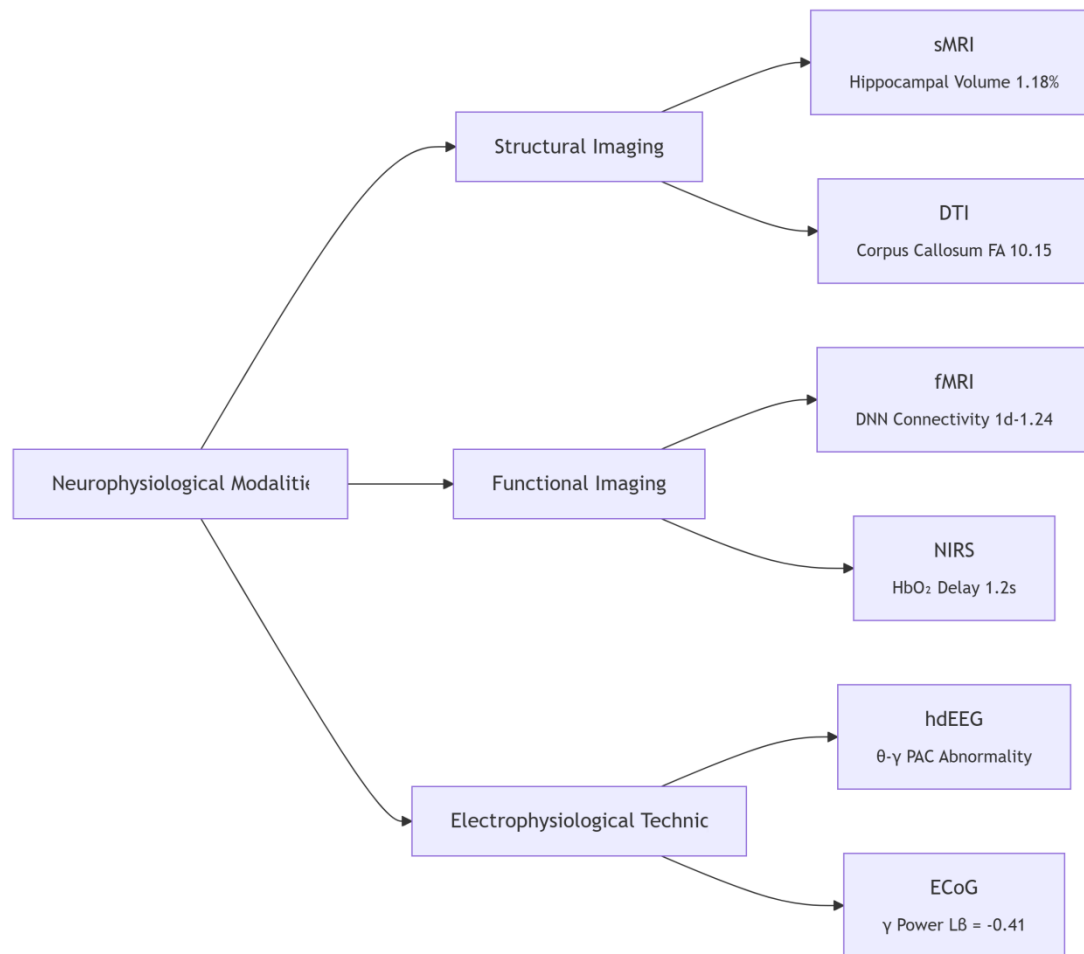 sMRI
Hippocampal Volume 1.18%
Structural Imaging
DTI
Corpus Callosum FA 10.15
fMRI
DNN Connectivity 1d-1.24
Neurophysiological Modalitie
Functional Imaging
NIRS
HbO₂ Delay 1.2s
hdEEG
θ-γ PAC Abnormality
Electrophysiological Technic
ECoG
γ Power Lß = -0.41